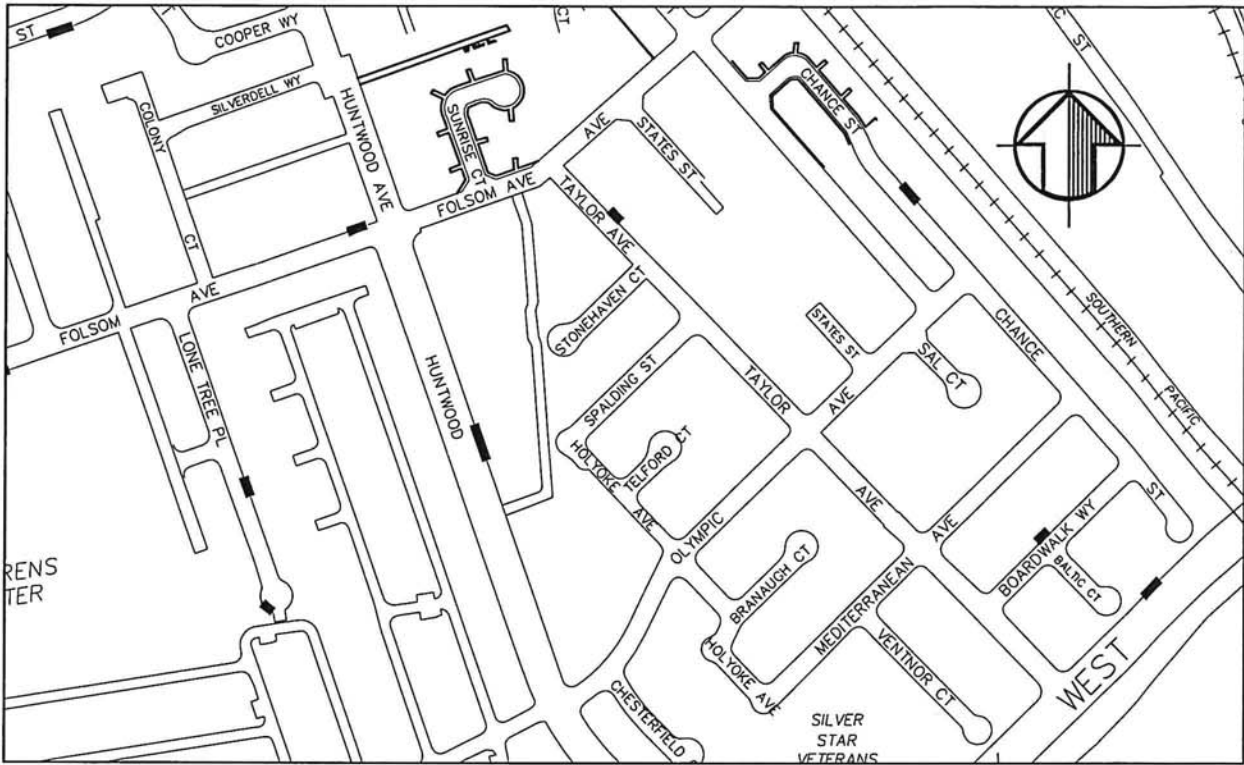 ST
COOPER WY
CT
C ST
SILVERDELL WY
COLONY
CT
HUNTWOOD AVE
SUNRISE CT
FOLSOM AVE
AVE
STATES ST
CHANCE ST
TAYLOR AVE
FOLSOM AVE
LONE TREE PL
HUNTWOOD
STONEHAVEN CT
SPALDING ST
STATES ST
SAL CT
CHANCE ST
SOUTHERN PACIFIC
TAYLOR AVE
HOLYOKE AVE
TELFORD CT
OLYMPIC AVE
BRANAUGH CT
MEDITERRANEAN AVE
BOARDWALK WY
BALTIC CT
HOLYOKE AVE
VENTNOR CT
WEST
CHESTERFIELD
RENS
TER
SILVER
STAR
VETERANS